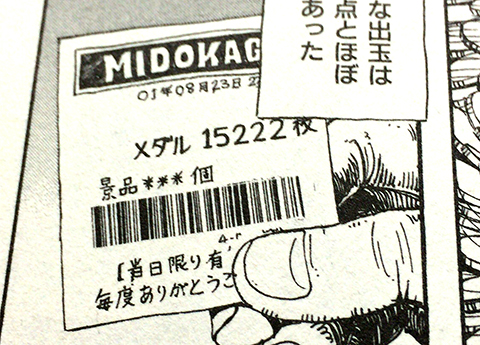 な出玉は
点とほぼ
あった
MIDOKAG
01年08月23日 2
メダル 15222枚
景品***個
[当日限り有
毎度ありがとうご